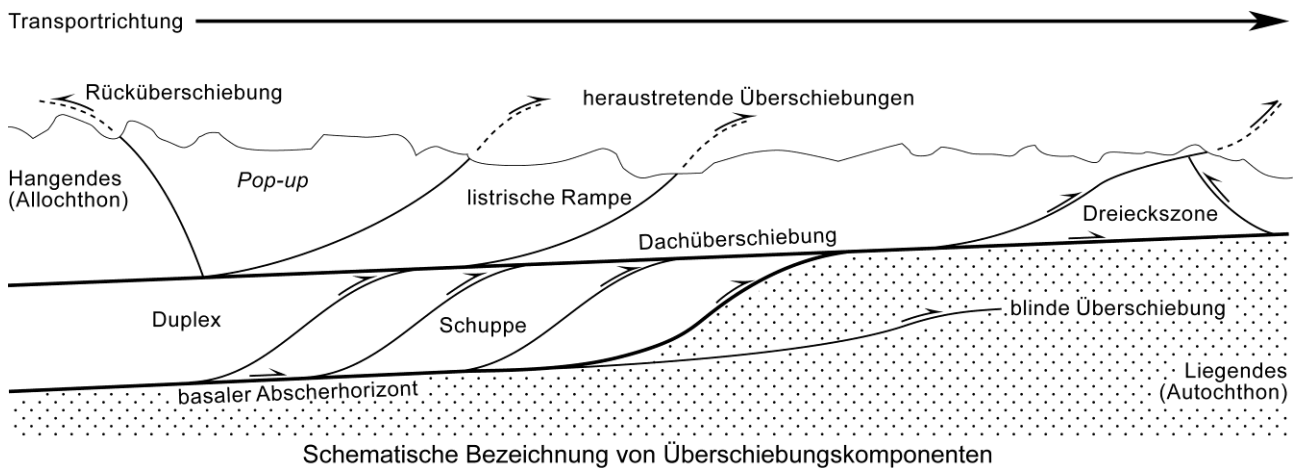 Transportrichtung
Rücküberschiebung
heraustretende Überschiebungen
Hangendes
(Allochthon)
Pop-up
listrische Rampe
Dreieckszone
Dachüberschiebung
Duplex
Schuppe
blinde Überschiebung
basaler Abscherhorizont
Liegendes
(Autochthon)
Schematische Bezeichnung von Überschiebungskomponenten